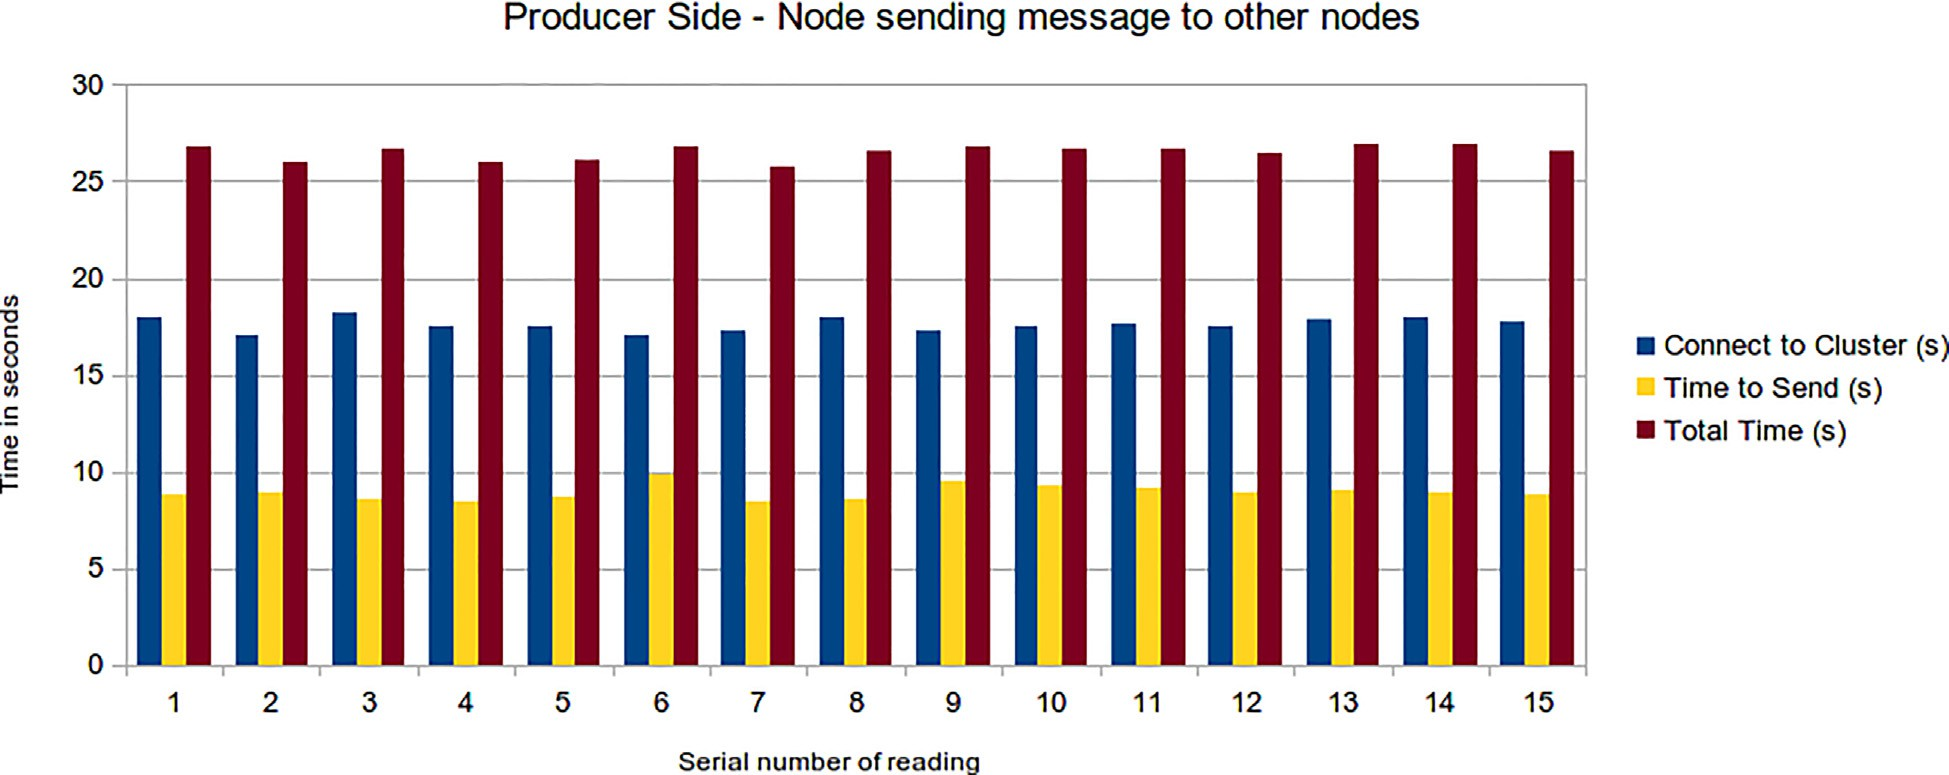 Producer Side - Node sending message to other nodes
30
25
20
15
10
5
0
Time in seconds
1 2 3 4 5 6 7 8 9 10 11 12 13 14 15
Serial number of reading
Connect to Cluster (s)
Time to Send (s)
Total Time (s)